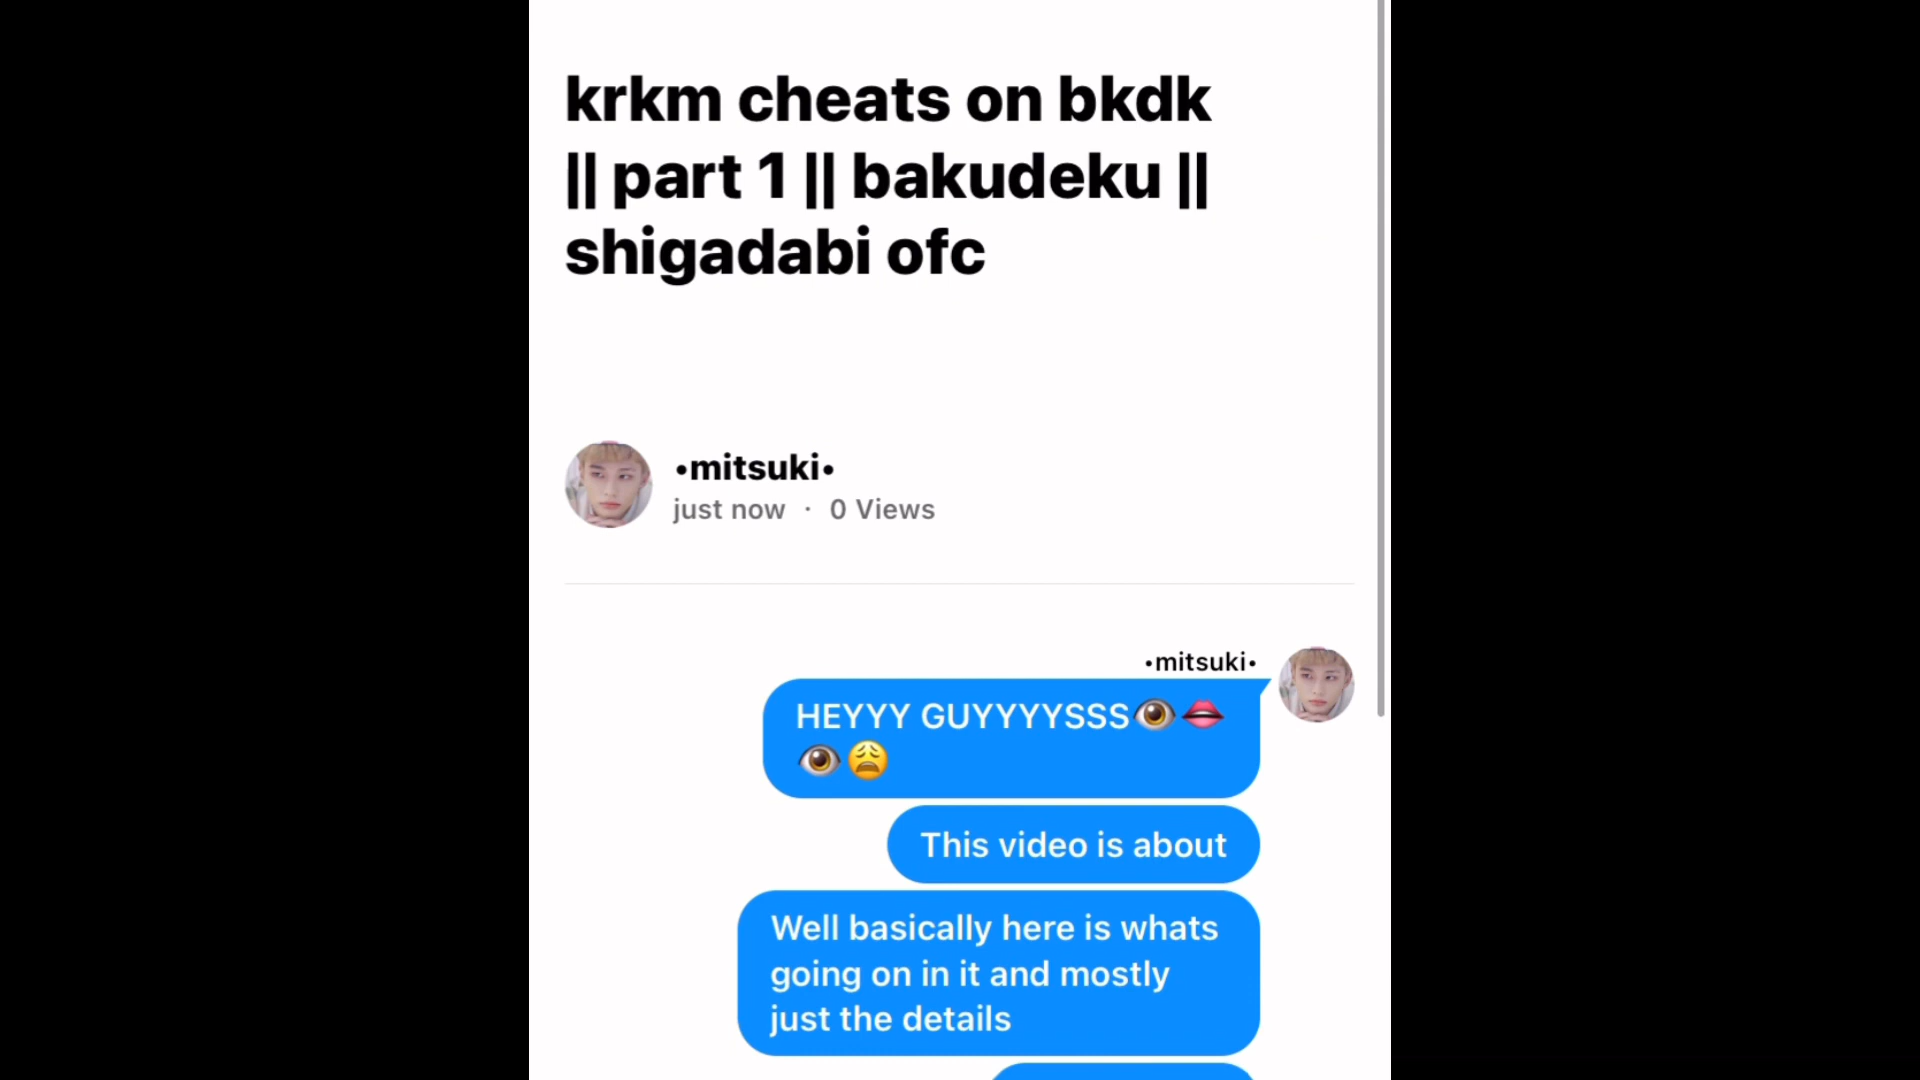 krkm cheats on bkdk
|| part 1 || bakudeku ||
shigadabi ofc
•mitsuki•
just now · 0 Views
•mitsuki•
HEYYY GUYYYYSSS👁️👄
👁️😩
This video is about
Well basically here is whats
going on in it and mostly
just the details